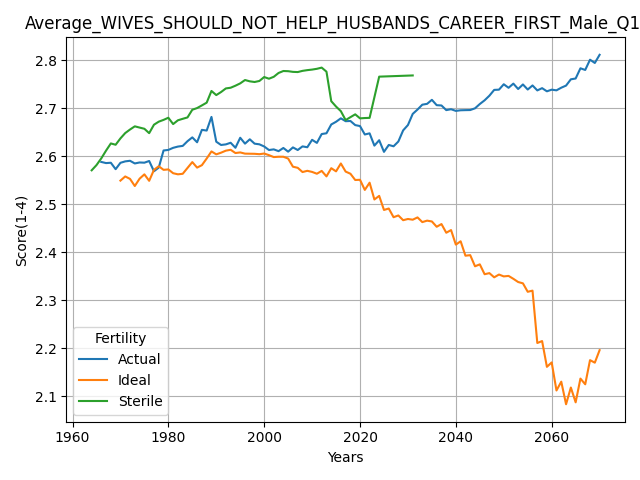 Average_WIVES_SHOULD_NOT_HELP_HUSBANDS_CAREER_FIRST_Male_Q1
2.8
2.7
2.6
2.5
2.4
2.3
2.2
2.1
Score(1-4)
Fertility
Actual
Ideal
Sterile
1960 1980 2000 2020 2040 2060
Years